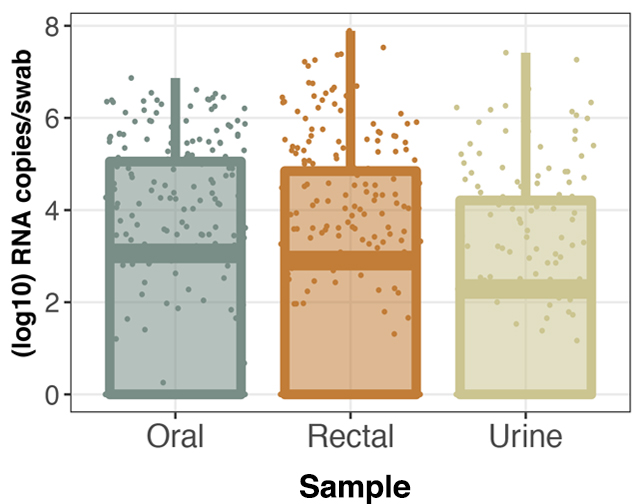 (log10) RNA copies/swab
8
6
4
2
0
Oral Rectal Urine
Sample